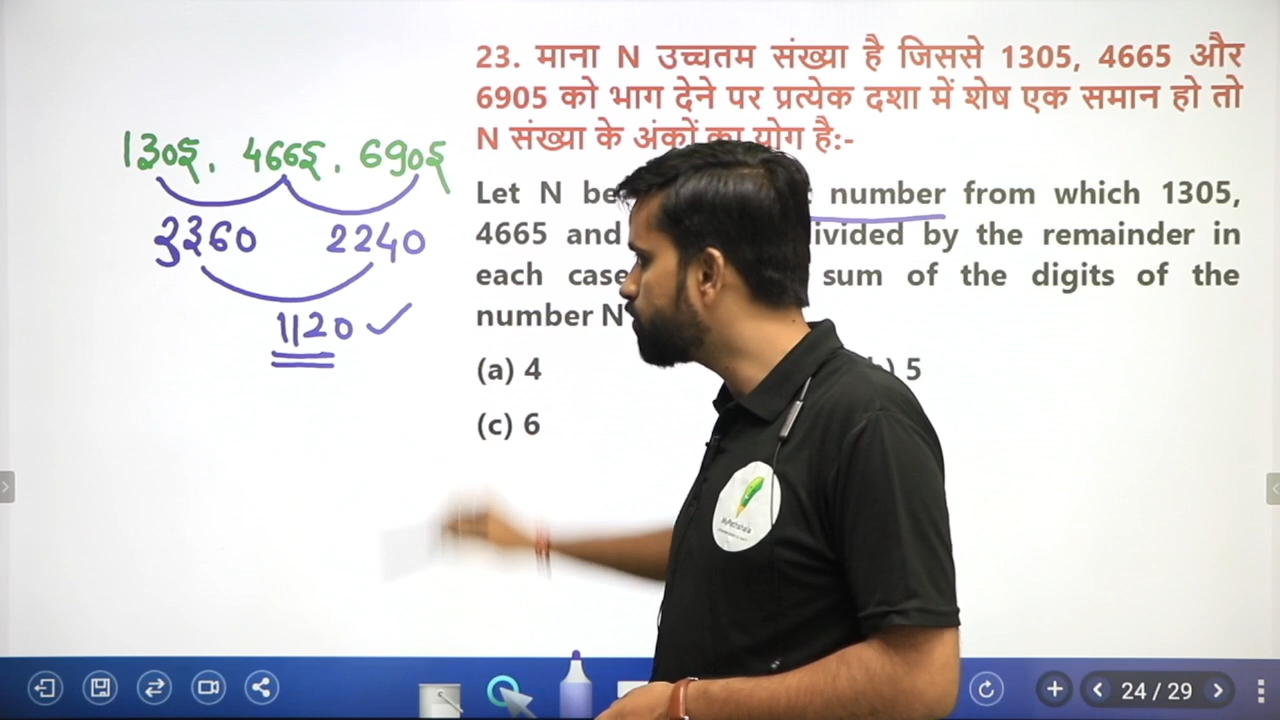 23. माना N उच्चतम संख्या है जिससे 1305, 4665 और
6905 को भाग देने पर प्रत्येक दशा में शेष एक समान हो तो
N संख्या के अंकों का योग है:-
Let N be number from which 1305,
4665 and divided by the remainder in
each case sum of the digits of the
number N
(a) 4
5
(c) 6
1305, 4665, 6905
3360 2240
1120
MyPathshala
24 / 29